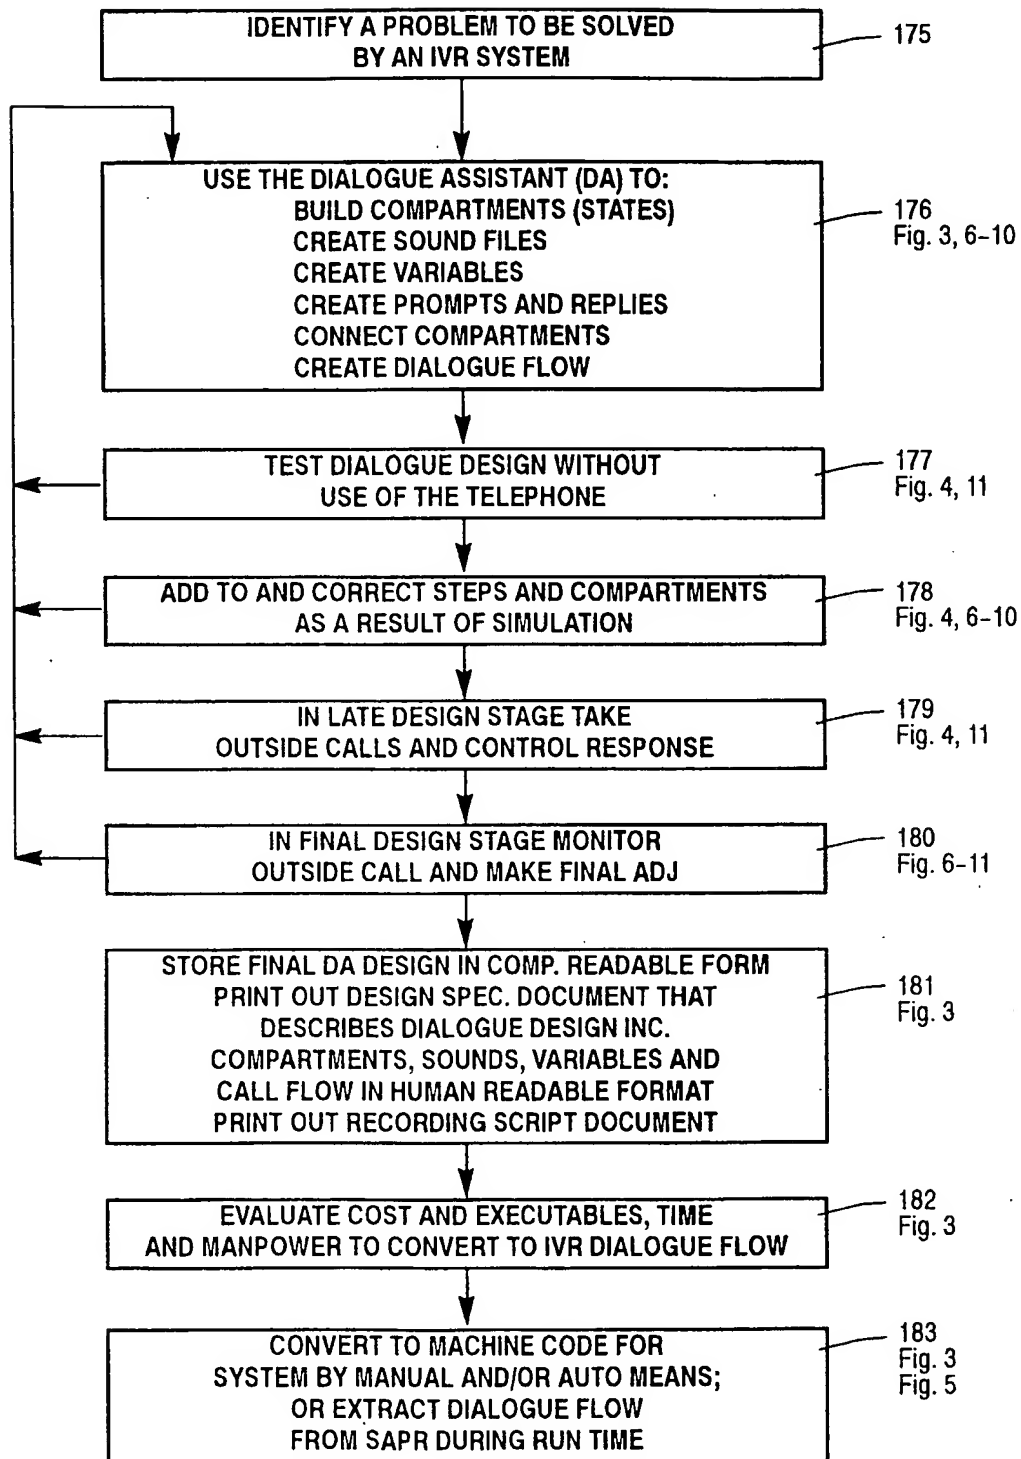 IDENTIFY A PROBLEM TO BE SOLVED
BY AN IVR SYSTEM
175
USE THE DIALOGUE ASSISTANT (DA) TO:
BUILD COMPARTMENTS (STATES)
CREATE SOUND FILES
CREATE VARIABLES
CREATE PROMPTS AND REPLIES
CONNECT COMPARTMENTS
CREATE DIALOGUE FLOW
176
Fig. 3, 6-10
TEST DIALOGUE DESIGN WITHOUT
USE OF THE TELEPHONE
177
Fig. 4, 11
ADD TO AND CORRECT STEPS AND COMPARTMENTS
AS A RESULT OF SIMULATION
178
Fig. 4, 6-10
IN LATE DESIGN STAGE TAKE
OUTSIDE CALLS AND CONTROL RESPONSE
179
Fig. 4, 11
IN FINAL DESIGN STAGE MONITOR
OUTSIDE CALL AND MAKE FINAL ADJ
180
Fig. 6-11
STORE FINAL DA DESIGN IN COMP. READABLE FORM
PRINT OUT DESIGN SPEC. DOCUMENT THAT
DESCRIBES DIALOGUE DESIGN INC.
COMPARTMENTS, SOUNDS, VARIABLES AND
CALL FLOW IN HUMAN READABLE FORMAT
PRINT OUT RECORDING SCRIPT DOCUMENT
181
Fig. 3
EVALUATE COST AND EXECUTABLES, TIME
AND MANPOWER TO CONVERT TO IVR DIALOGUE FLOW
182
Fig. 3
CONVERT TO MACHINE CODE FOR
SYSTEM BY MANUAL AND/OR AUTO MEANS;
OR EXTRACT DIALOGUE FLOW
FROM SAPR DURING RUN TIME
183
Fig. 3
Fig. 5